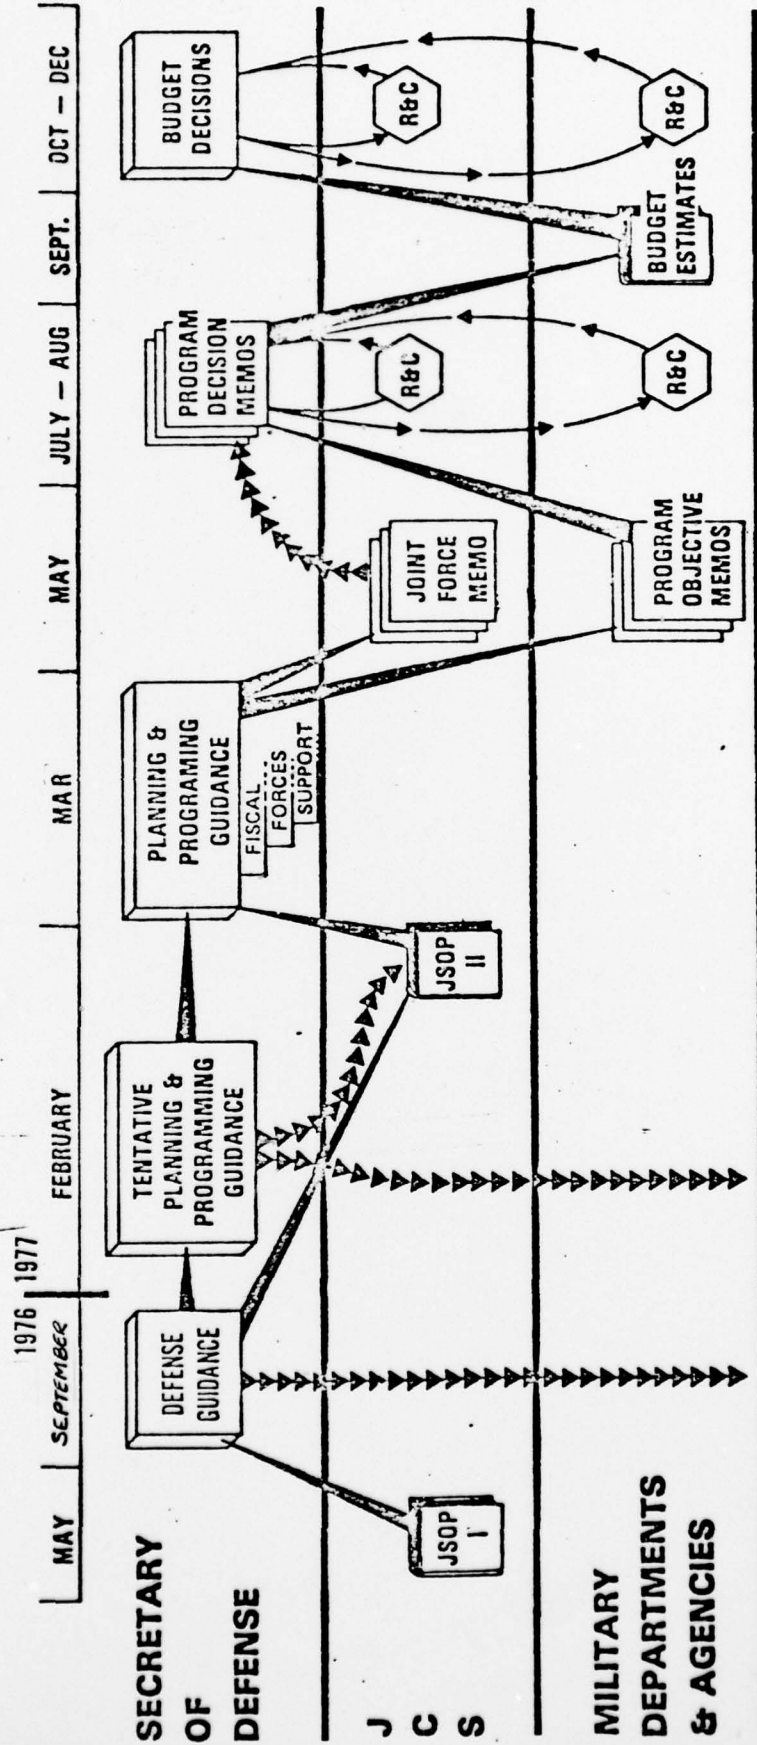 1976 1977
MAY
SEPTEMBER
FEBRUARY
MAR
MAY
JULY – AUG
SEPT.
OCT – DEC
SECRETARY
OF
DEFENSE
DEFENSE
GUIDANCE
TENTATIVE
PLANNING &
PROGRAMMING
GUIDANCE
PLANNING &
PROGRAMING
GUIDANCE
FISCAL
FORCES
SUPPORT
PROGRAM
DECISION
MEMOS
BUDGET
DECISIONS
J
C
S
JSOP
I
JSOP
II
JOINT
FORCE
MEMO
R&C
R&C
MILITARY
DEPARTMENTS
& AGENCIES
PROGRAM
OBJECTIVE
MEMOS
R&C
BUDGET
ESTIMATES
R&C